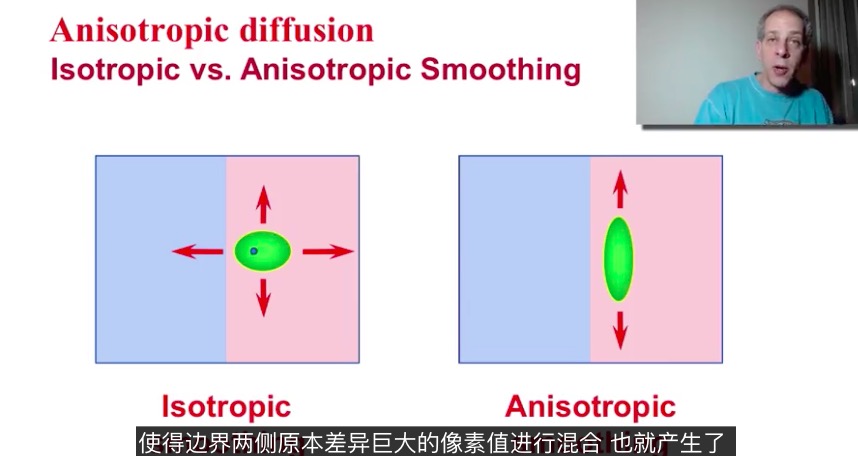 Anisotropic diffusion
Isotropic vs. Anisotropic Smoothing
Isotropic
Anisotropic
使得边界两侧原本差异巨大的像素值进行混合 也就产生了